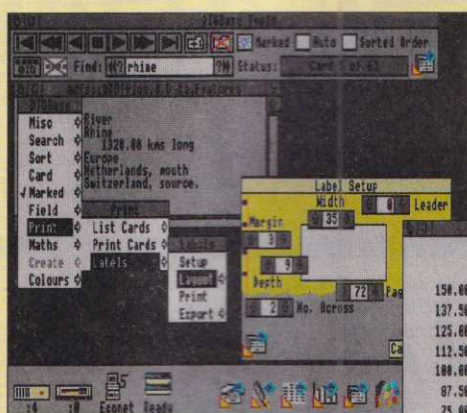 Marked Auto Sorted Order
Find: rhine Status: Card 5 of 62
River
Rhine
1320.00 kms long
Europe
Netherlands, mouth
Switzerland, source.
Misc
Search
Sort
Card
Marked
Field
Print
Maths
Create
Colours
Print
List Cards
Print Cards
Labels
Labels
Setup
Layout
Print
Export
Label Setup
Width 0 Leader
35
Margin
3
9
Depth
72
2 No. Across
150.00
137.50
125.00
112.50
100.00
87.50
75.00
:4 :0 Econet Ready